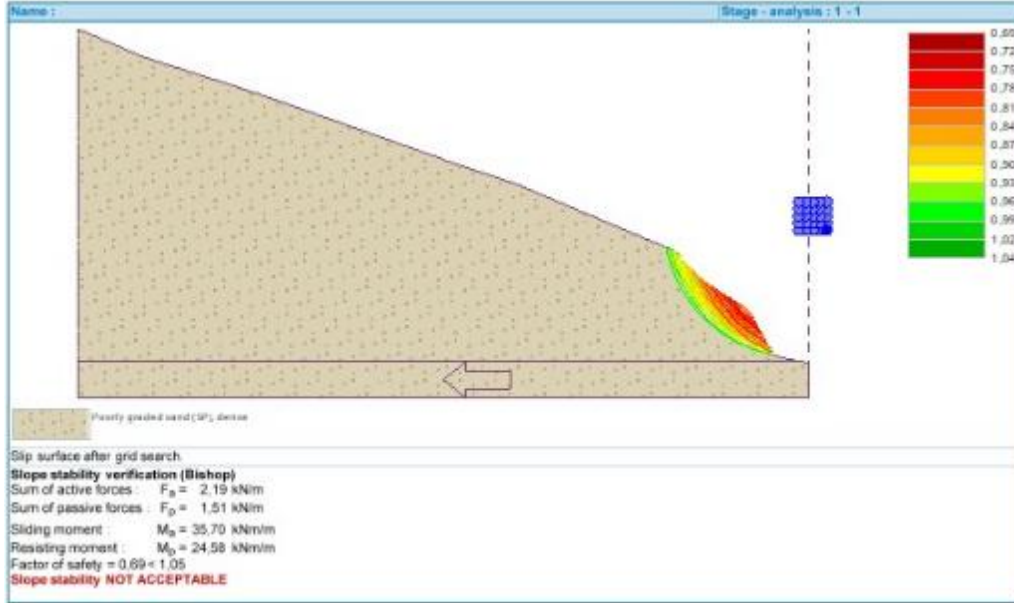 Name :
Stage - analysis : 1 - 1
0,69
0,72
0,75
0,78
0,81
0,84
0,87
0,90
0,93
0,96
0,99
1,02
1,04
Poorly graded sand (SP), dense
Slip surface after grid search.
Slope stability verification (Bishop)
Sum of active forces : Fa = 2,19 kN/m
Sum of passive forces : Fp = 1,51 kN/m
Sliding moment : Ma = 35,70 kNm/m
Resisting moment : Mp = 24,58 kNm/m
Factor of safety = 0,69 < 1,05
Slope stability NOT ACCEPTABLE